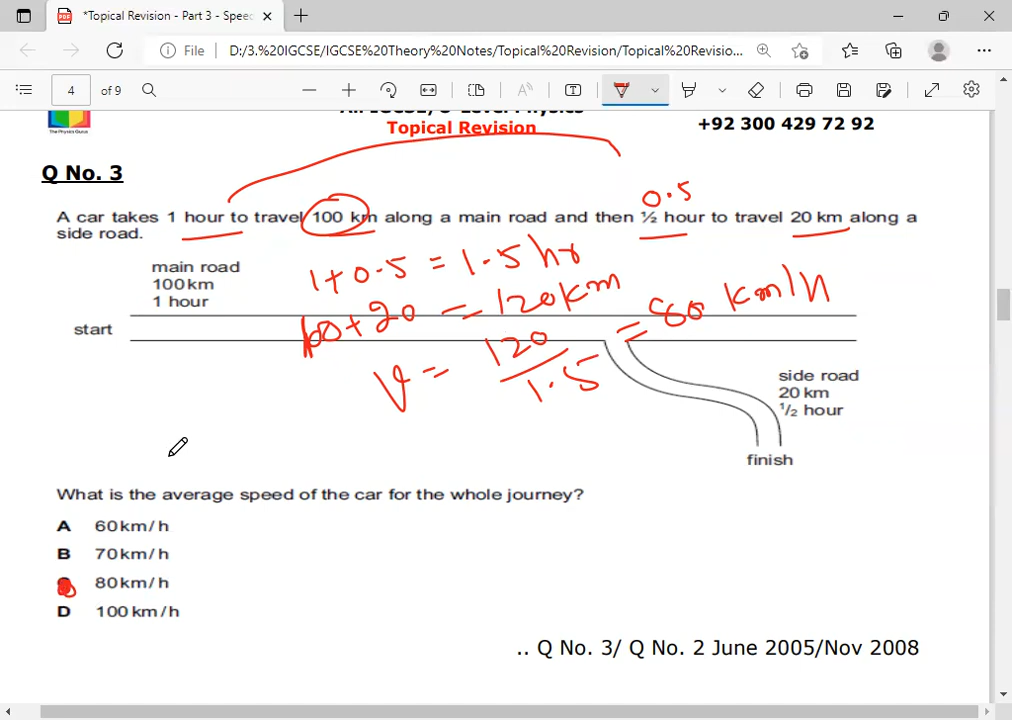 *Topical Revision - Part 3 - Spee
File D:/3.%20IGCSE/IGCSE%20Theory%20Notes/Topical%20Revision/Topical%20Revisio...
4 of 9
Topical Revision
+92 300 429 72 92
Q No. 3
0.5
A car takes 1 hour to travel 100 km along a main road and then ½ hour to travel 20 km along a
side road.
main road
100 km
1 hour
1+0.5 = 1.5 hr
100+20 = 120km
start
V = 120/1.5 = 80 km/h
side road
20 km
1/2 hour
finish
What is the average speed of the car for the whole journey?
A 60 km/h
B 70 km/h
80 km/h
D 100 km/h
.. Q No. 3/ Q No. 2 June 2005/Nov 2008